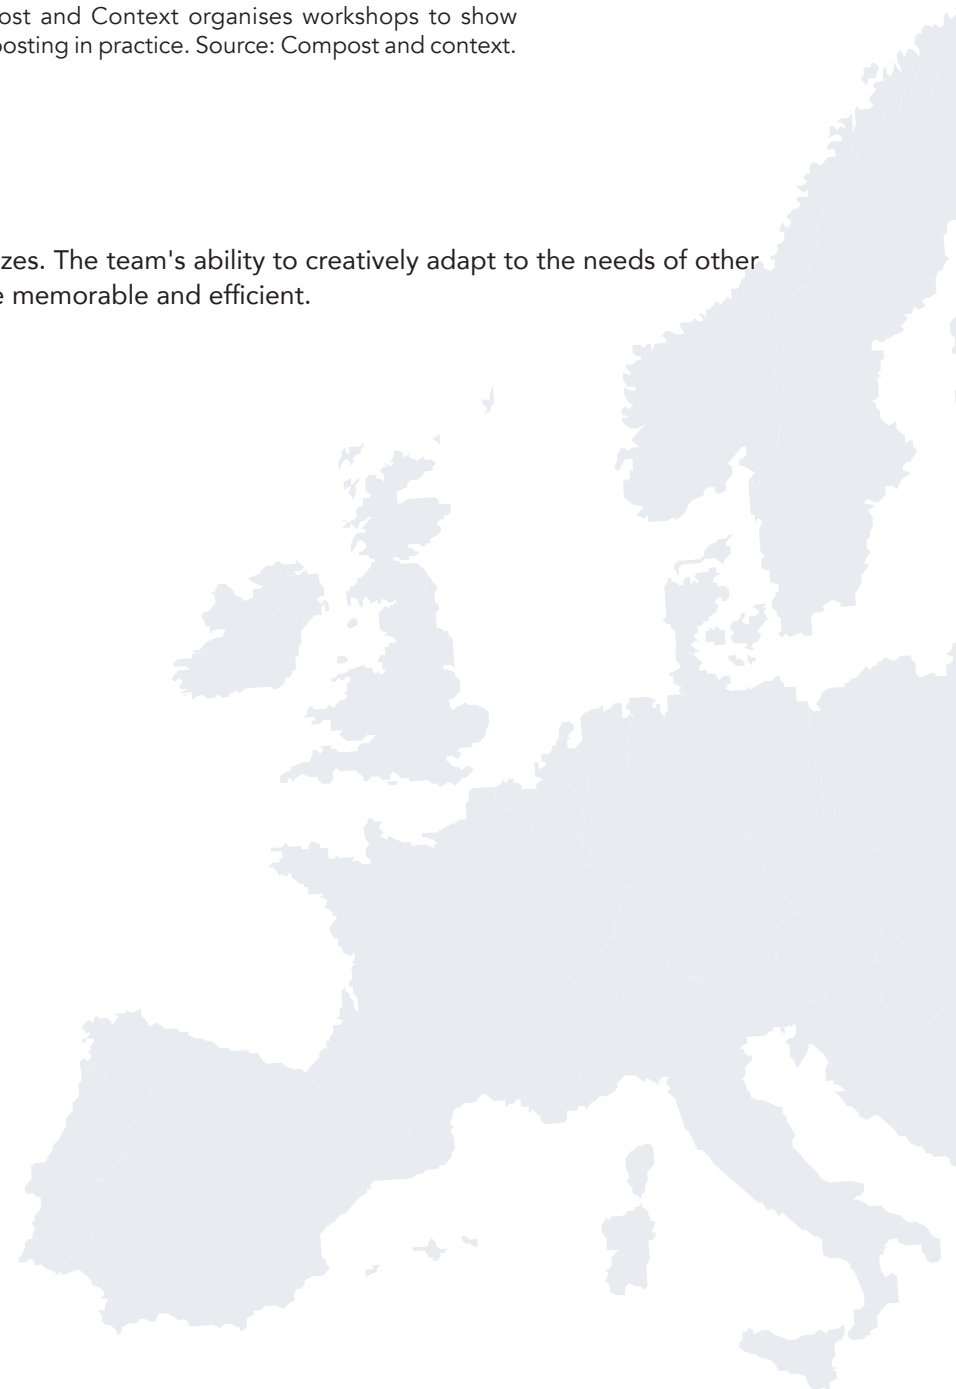 ost and Context organises workshops to show
posting in practice. Source: Compost and context.
zes. The team's ability to creatively adapt to the needs of other
e memorable and efficient.